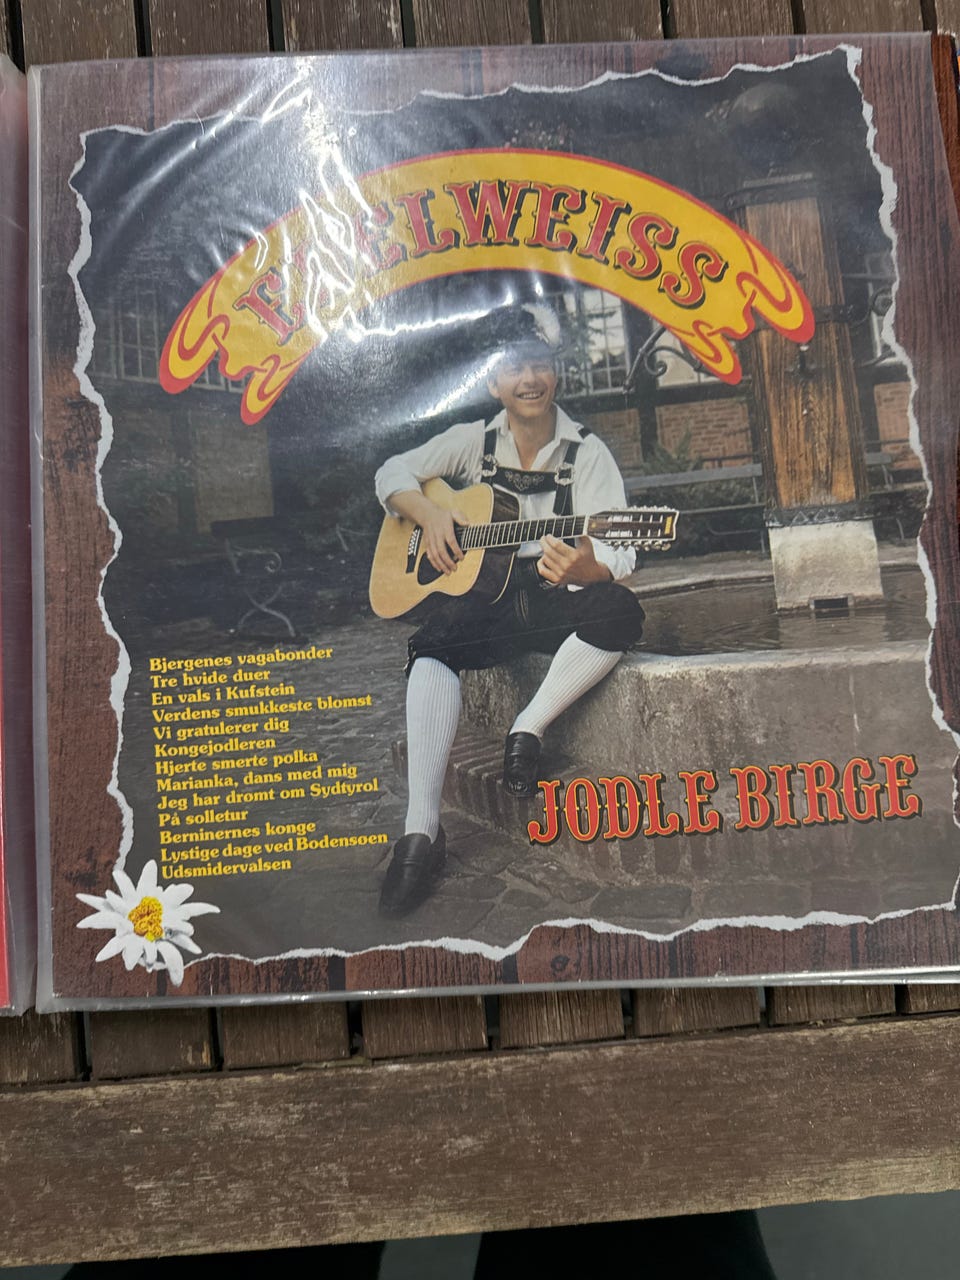 EDELWEISS
Bjergenes vagabonder
Tre hvide duer
En vals i Kufstein
Verdens smukkeste blomst
Vi gratulerer dig
Kongejodleren
Hjerte smerte polka
Marianka, dans med mig
Jeg har drømt om Sydtyrol
På solletur
Berninernes konge
Lystige dage ved Bodensøen
Udsmidervalsen
JODLE BIRGE